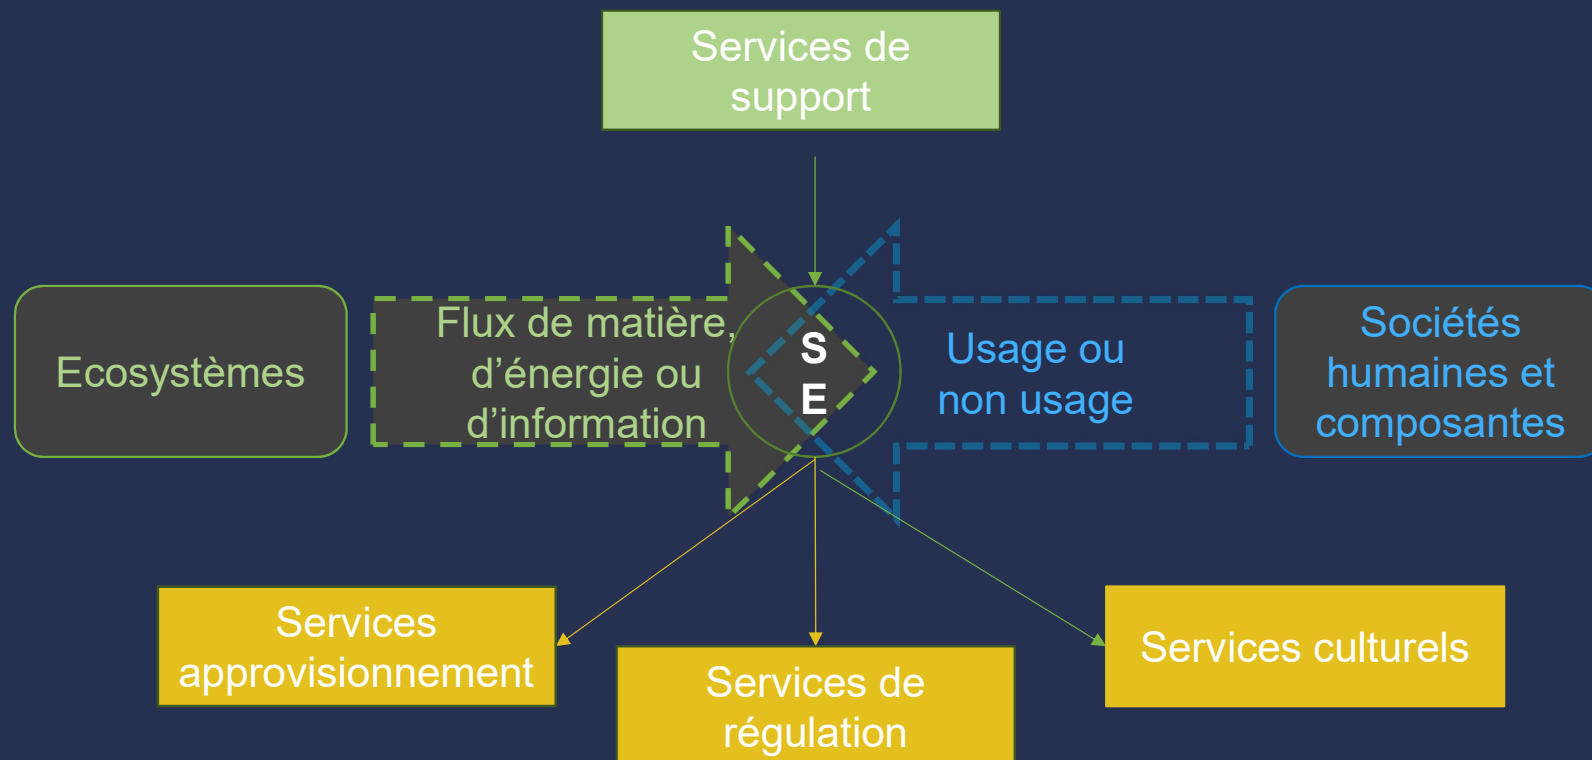 Services de
support
Ecosystèmes
Flux de matière,
d’énergie ou
d’information
S
E
Usage ou
non usage
Sociétés
humaines et
composantes
Services
approvisionnement
Services de
régulation
Services culturels